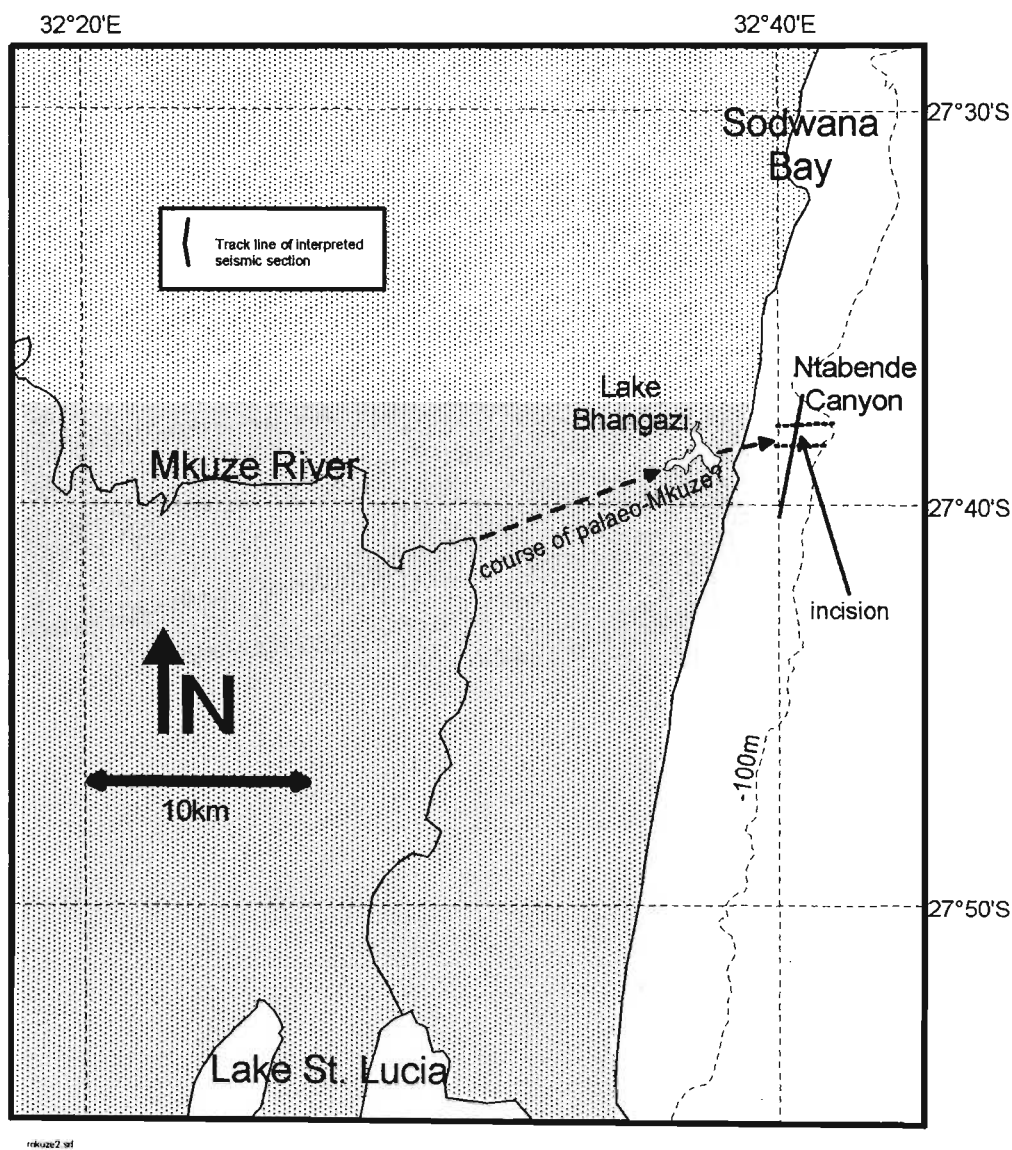 32°20'E
32°40'E
27°30'S
Sodwana
Bay
Track line of interpreted
seismic section
Ntabende
Canyon
Lake
Bhangazi
Mkuze River
course of palaeo-Mkuze?
27°40'S
incision
N
10km
-100m
27°50'S
Lake St. Lucia
mkuze2.srf